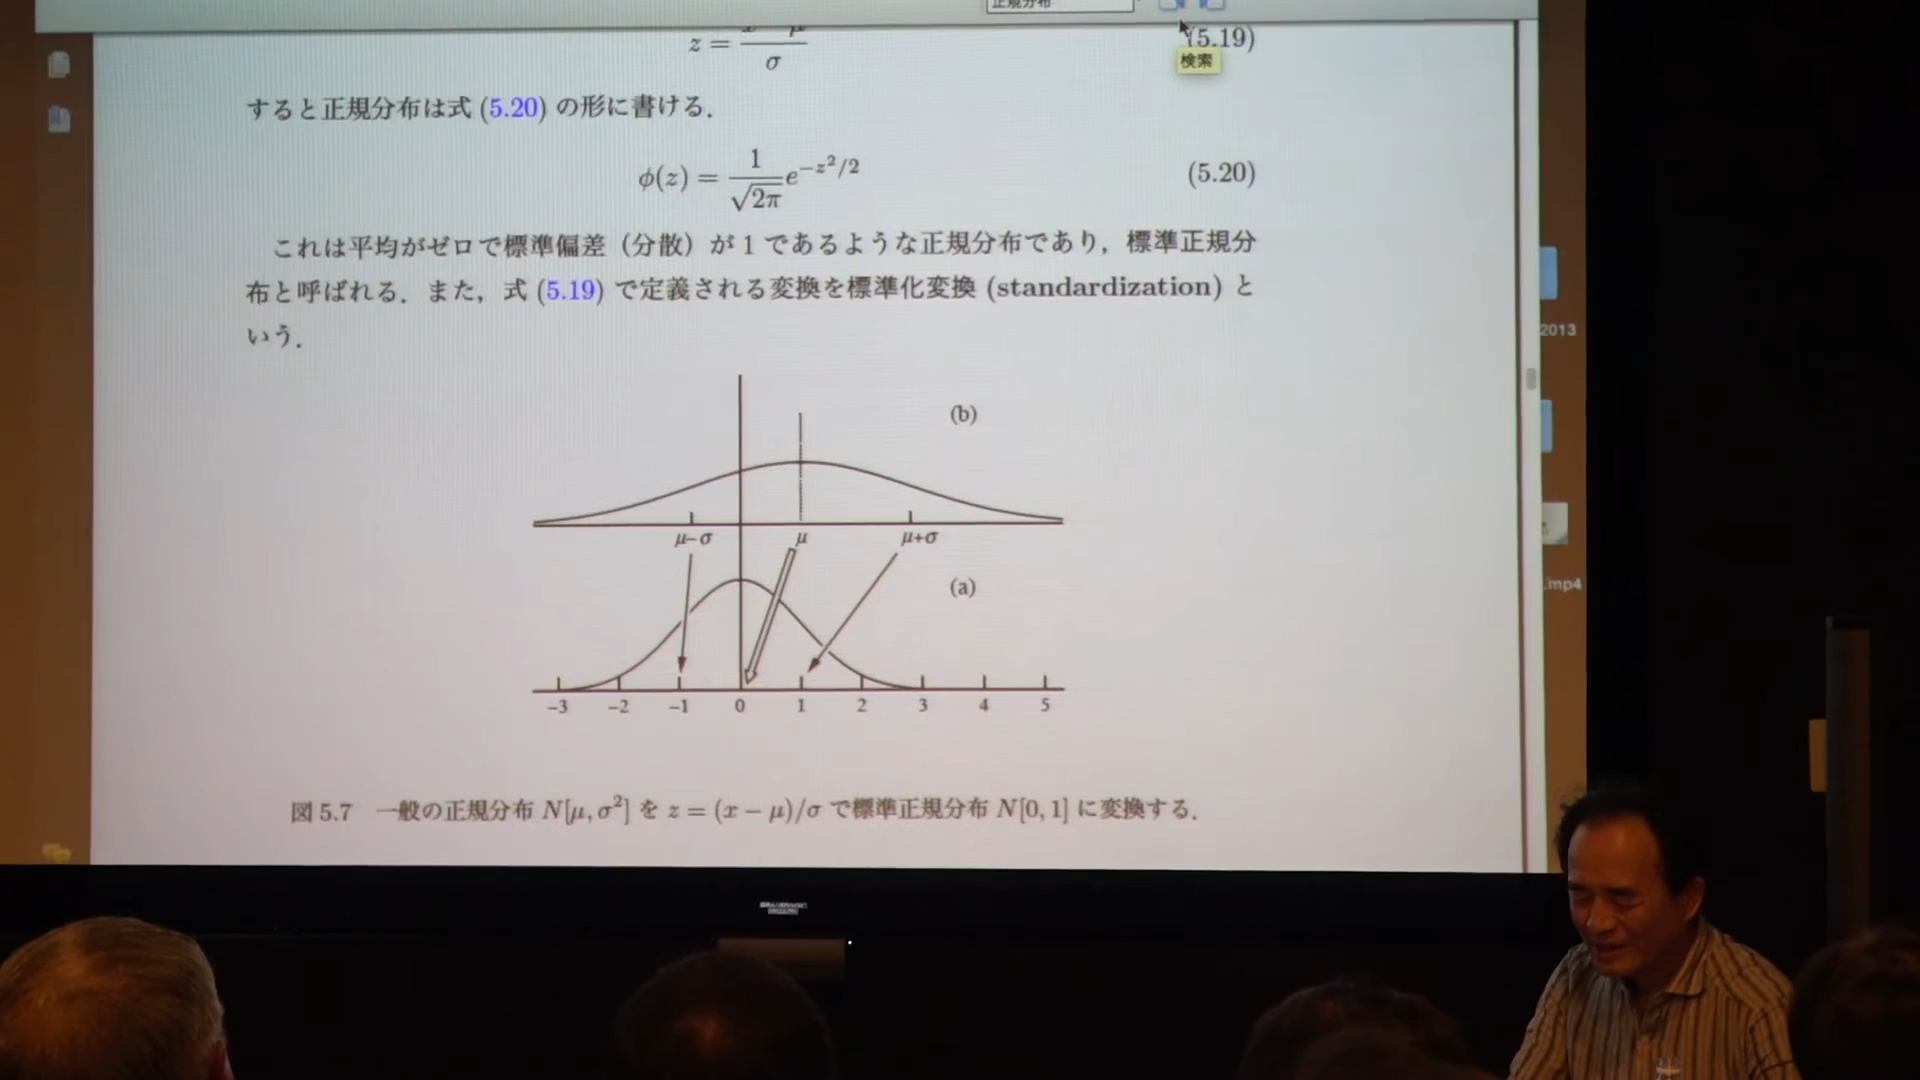 正規分布
z = x − μ / σ (5.19)
検索
すると正規分布は式 (5.20) の形に書ける．
ϕ(z) = 1/√2π e−z²/2 (5.20)
これは平均がゼロで標準偏差（分散）が 1 であるような正規分布であり，標準正規分
布と呼ばれる．また，式 (5.19) で定義される変換を標準化変換 (standardization) と
いう．
2013
(b)
μ−σ μ μ+σ
(a)
.mp4
−3 −2 −1 0 1 2 3 4 5
図 5.7 一般の正規分布 N[μ, σ²] を z = (x − μ)/σ で標準正規分布 N[0, 1] に変換する．